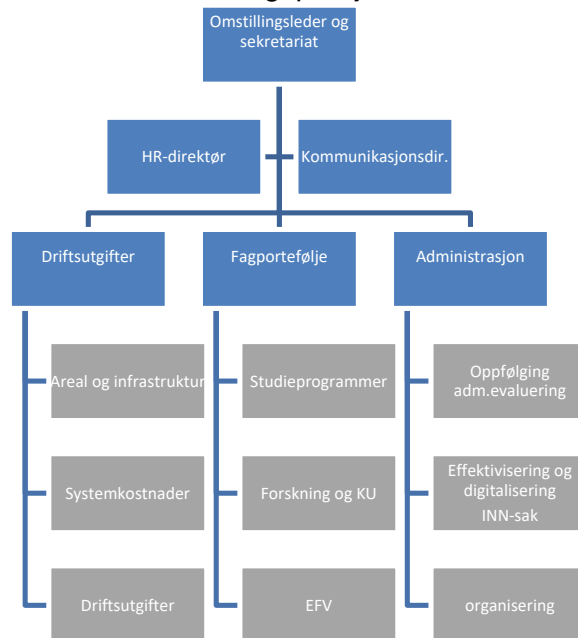 Omstillingsleder og
sekretariat
HR-direktør
Kommunikasjonsdir.
Driftsutgifter
Fagportefølje
Administrasjon
Areal og infrastruktur
Studieprogrammer
Oppfølging
adm.evaluering
Systemkostnader
Forskning og KU
Effektivisering og
digitalisering
INN-sak
Driftsutgifter
EFV
organisering